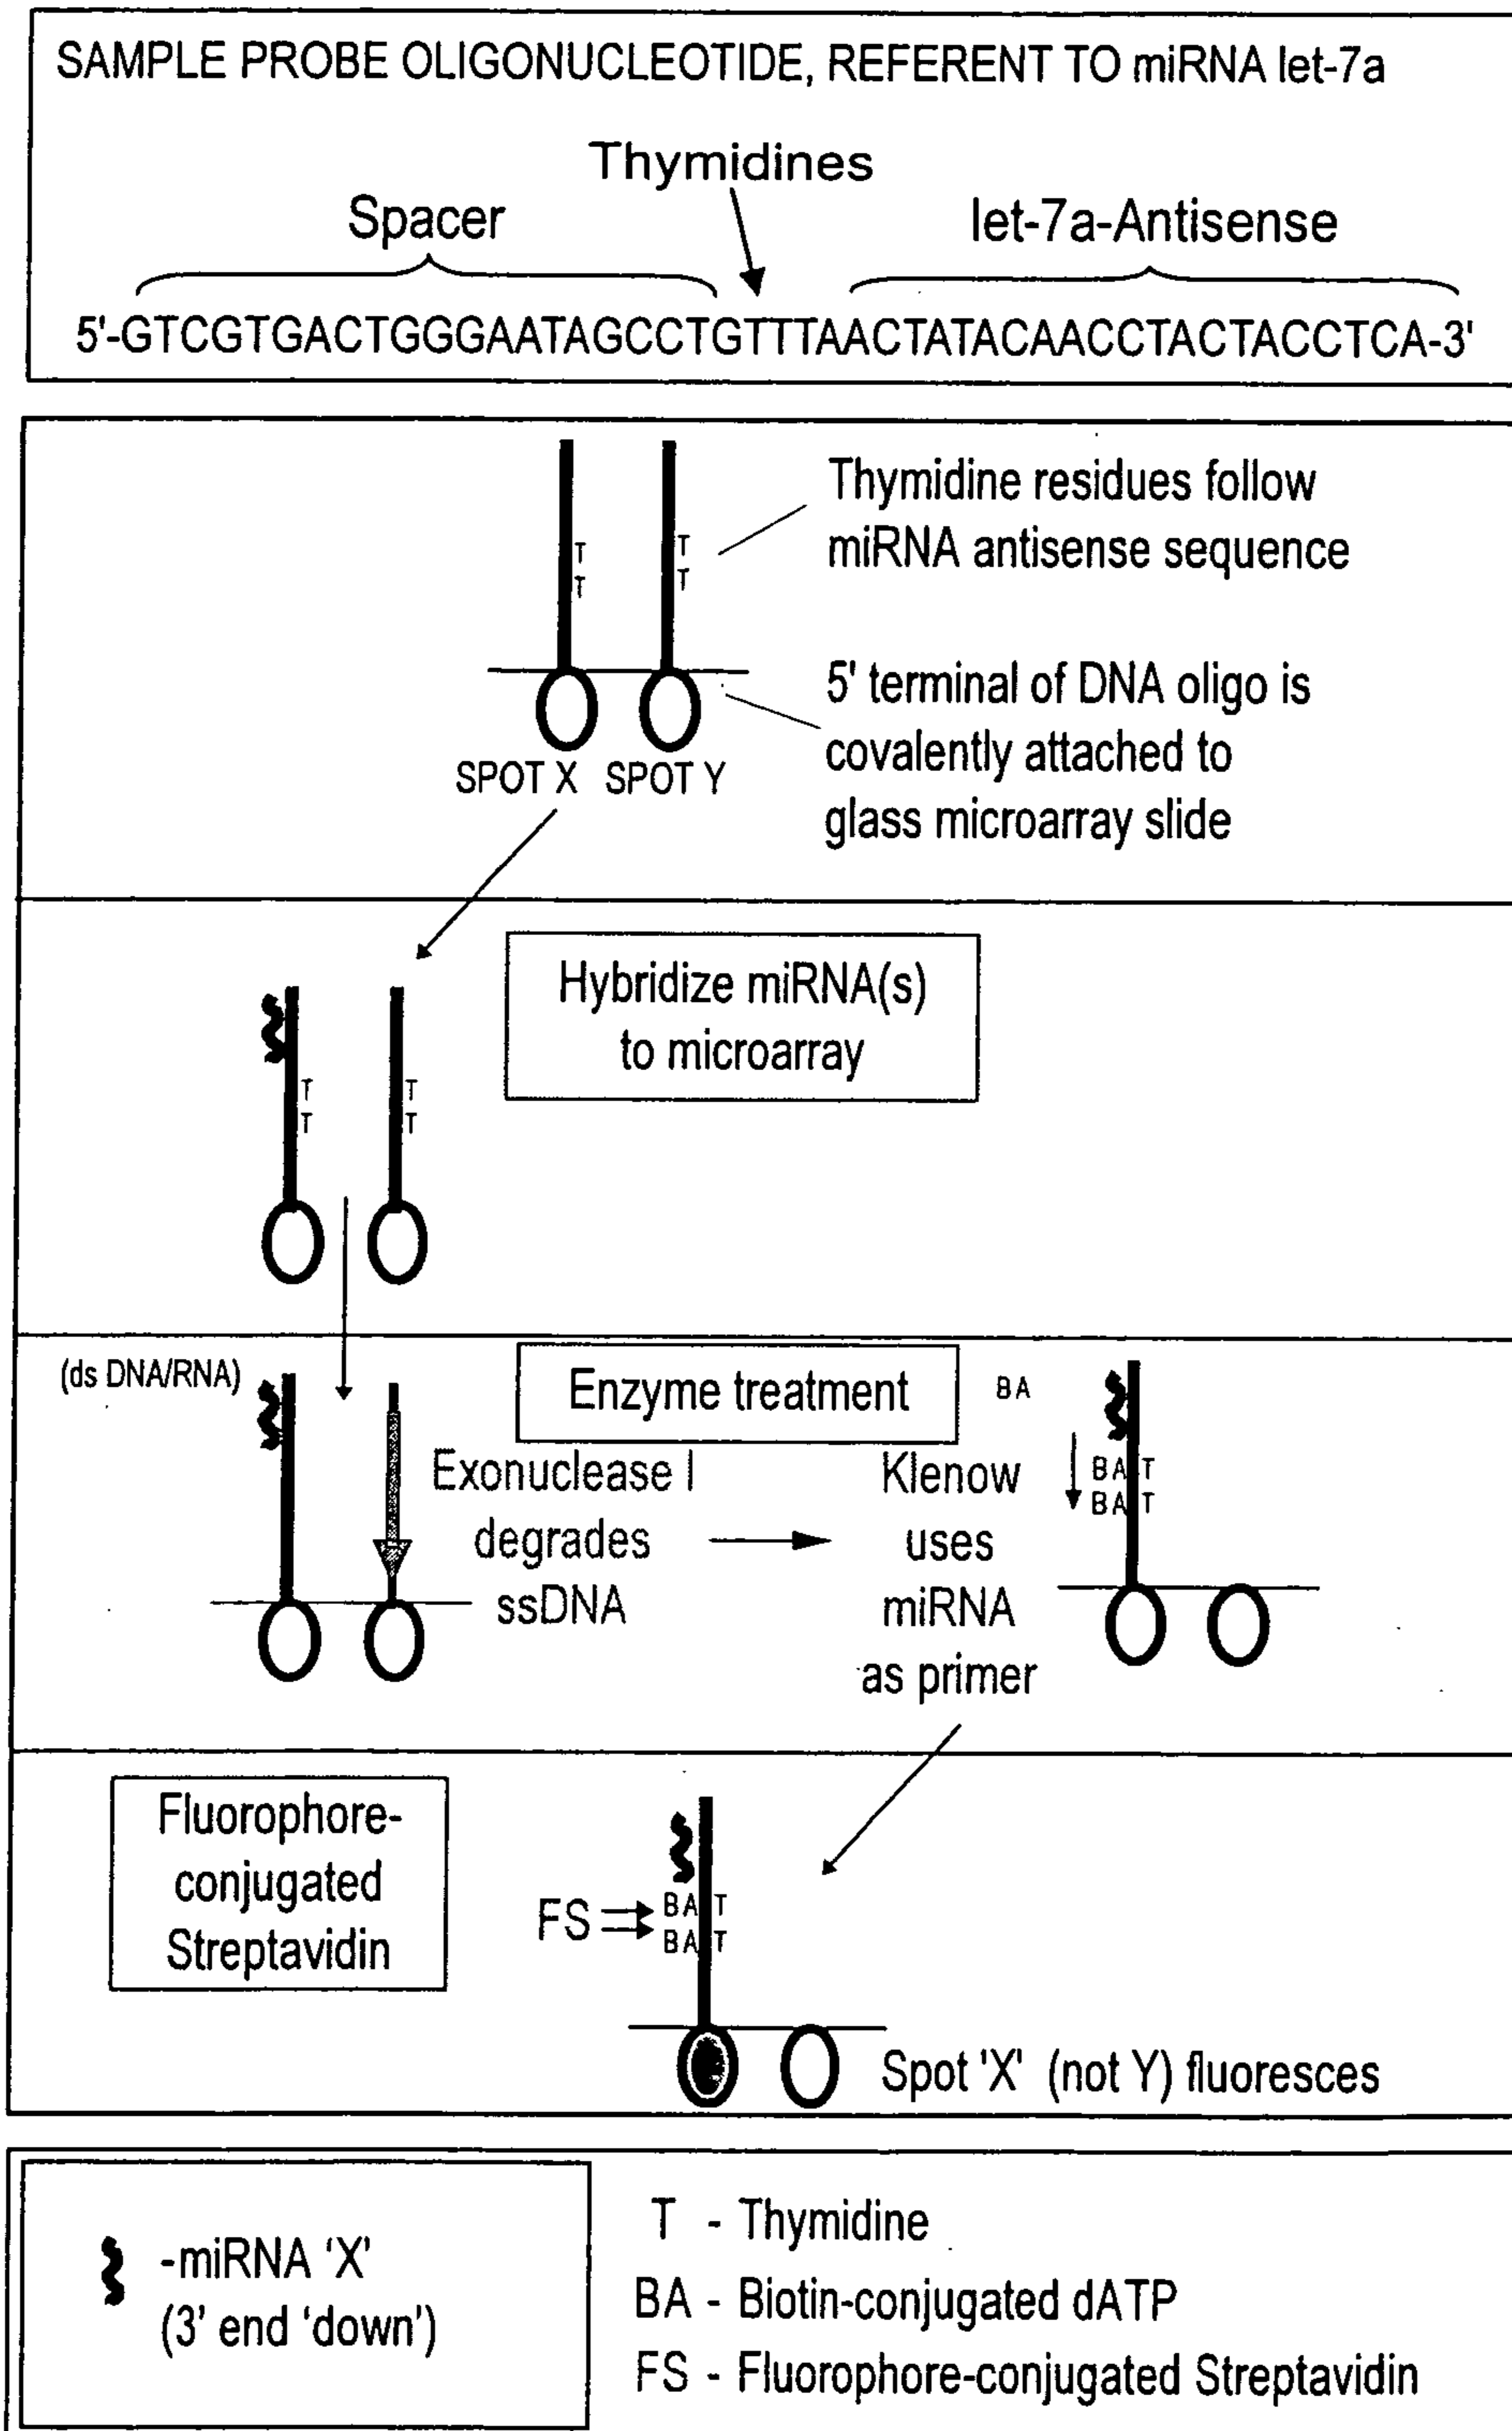 SAMPLE PROBE OLIGONUCLEOTIDE, REFERENT TO miRNA let-7a
Thymidines
Spacer
let-7a-Antisense
5'-GTCGTGACTGGGAATAGCCTGTTTAACTATACAACCTACTACCTCA-3'
Thymidine residues follow
miRNA antisense sequence
T T
T T
5' terminal of DNA oligo is
covalently attached to
glass microarray slide
SPOT X SPOT Y
Hybridize miRNA(s)
to microarray
T T
T T
(ds DNA/RNA)
Enzyme treatment
BA
Exonuclease I
degrades
ssDNA
Klenow
uses
miRNA
as primer
BA T
BA T
Fluorophore-
conjugated
Streptavidin
FS
BA T
BA T
Spot 'X' (not Y) fluoresces
-miRNA 'X'
(3' end 'down')
T - Thymidine
BA - Biotin-conjugated dATP
FS - Fluorophore-conjugated Streptavidin